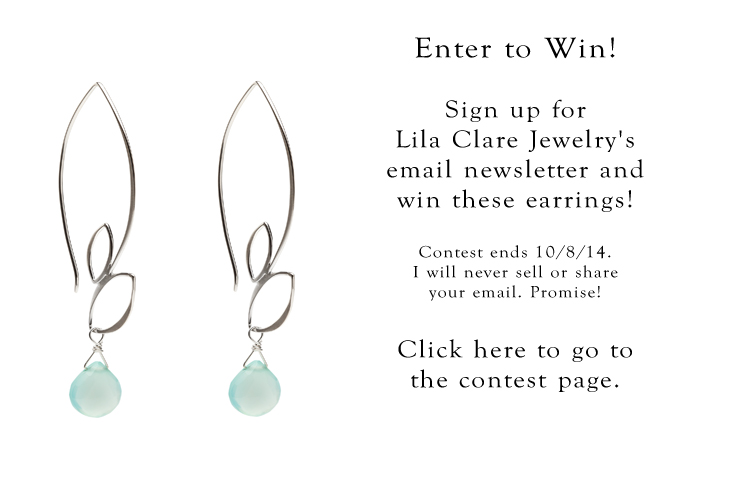 Enter to Win!
Sign up for
Lila Clare Jewelry's
email newsletter and
win these earrings!
Contest ends 10/8/14.
I will never sell or share
your email. Promise!
Click here to go to
the contest page.